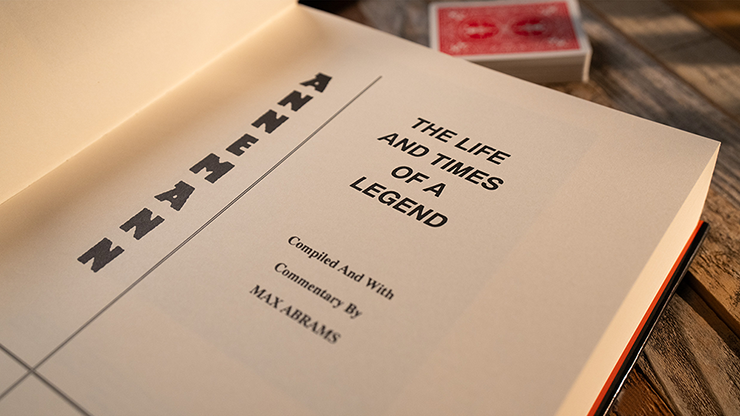 ANNEMANN
THE LIFE
AND TIMES
OF A
LEGEND
Compiled And With
Commentary By
MAX ABRAMS